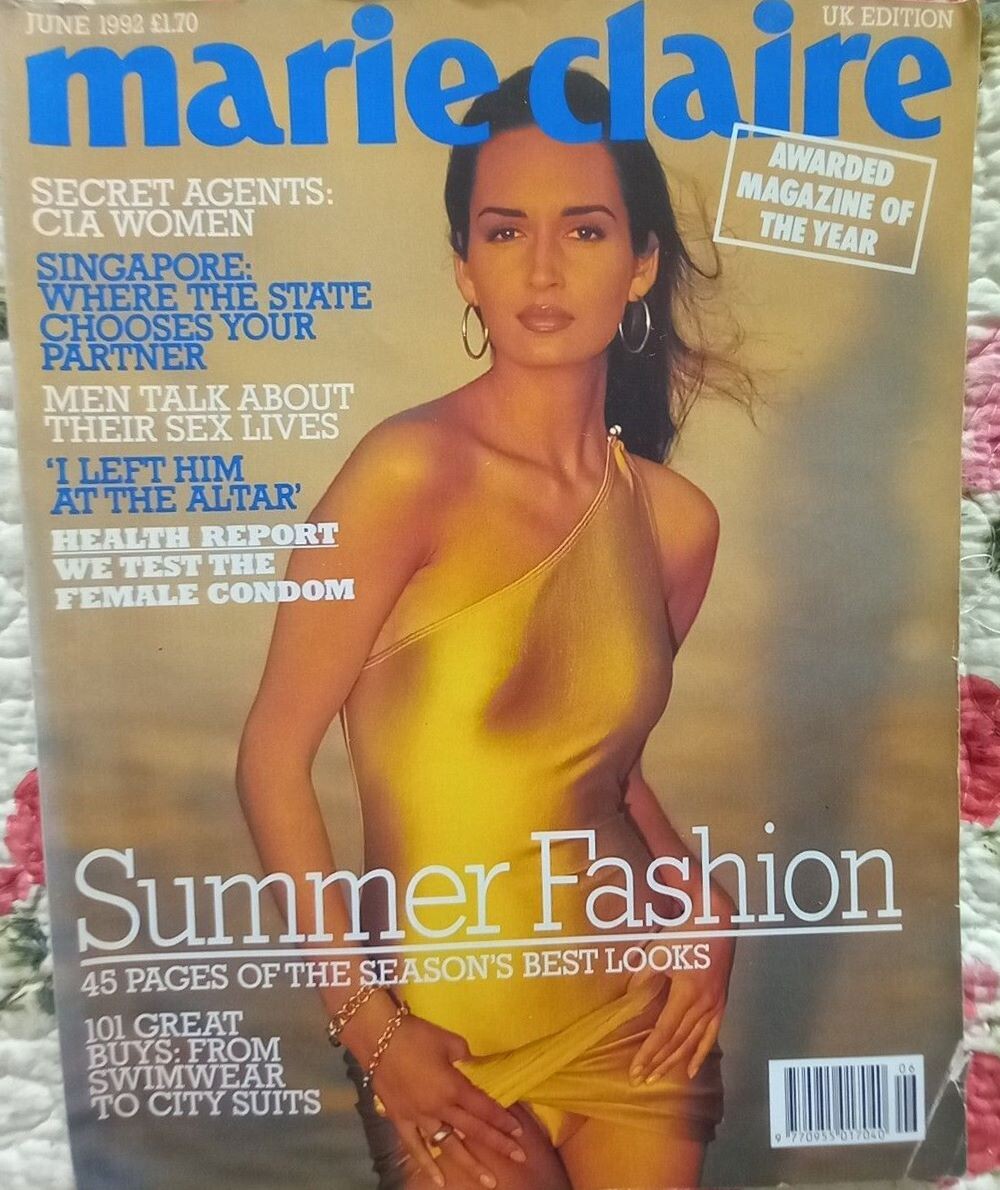 JUNE 1992 £1.70
UK EDITION
marie claire
AWARDED
MAGAZINE OF
THE YEAR
SECRET AGENTS:
CIA WOMEN
SINGAPORE:
WHERE THE STATE
CHOOSES YOUR
PARTNER
MEN TALK ABOUT
THEIR SEX LIVES
‘I LEFT HIM
AT THE ALTAR’
HEALTH REPORT
WE TEST THE
FEMALE CONDOM
Summer Fashion
45 PAGES OF THE SEASON'S BEST LOOKS
101 GREAT
BUYS: FROM
SWIMWEAR
TO CITY SUITS
06
9 770955 017040